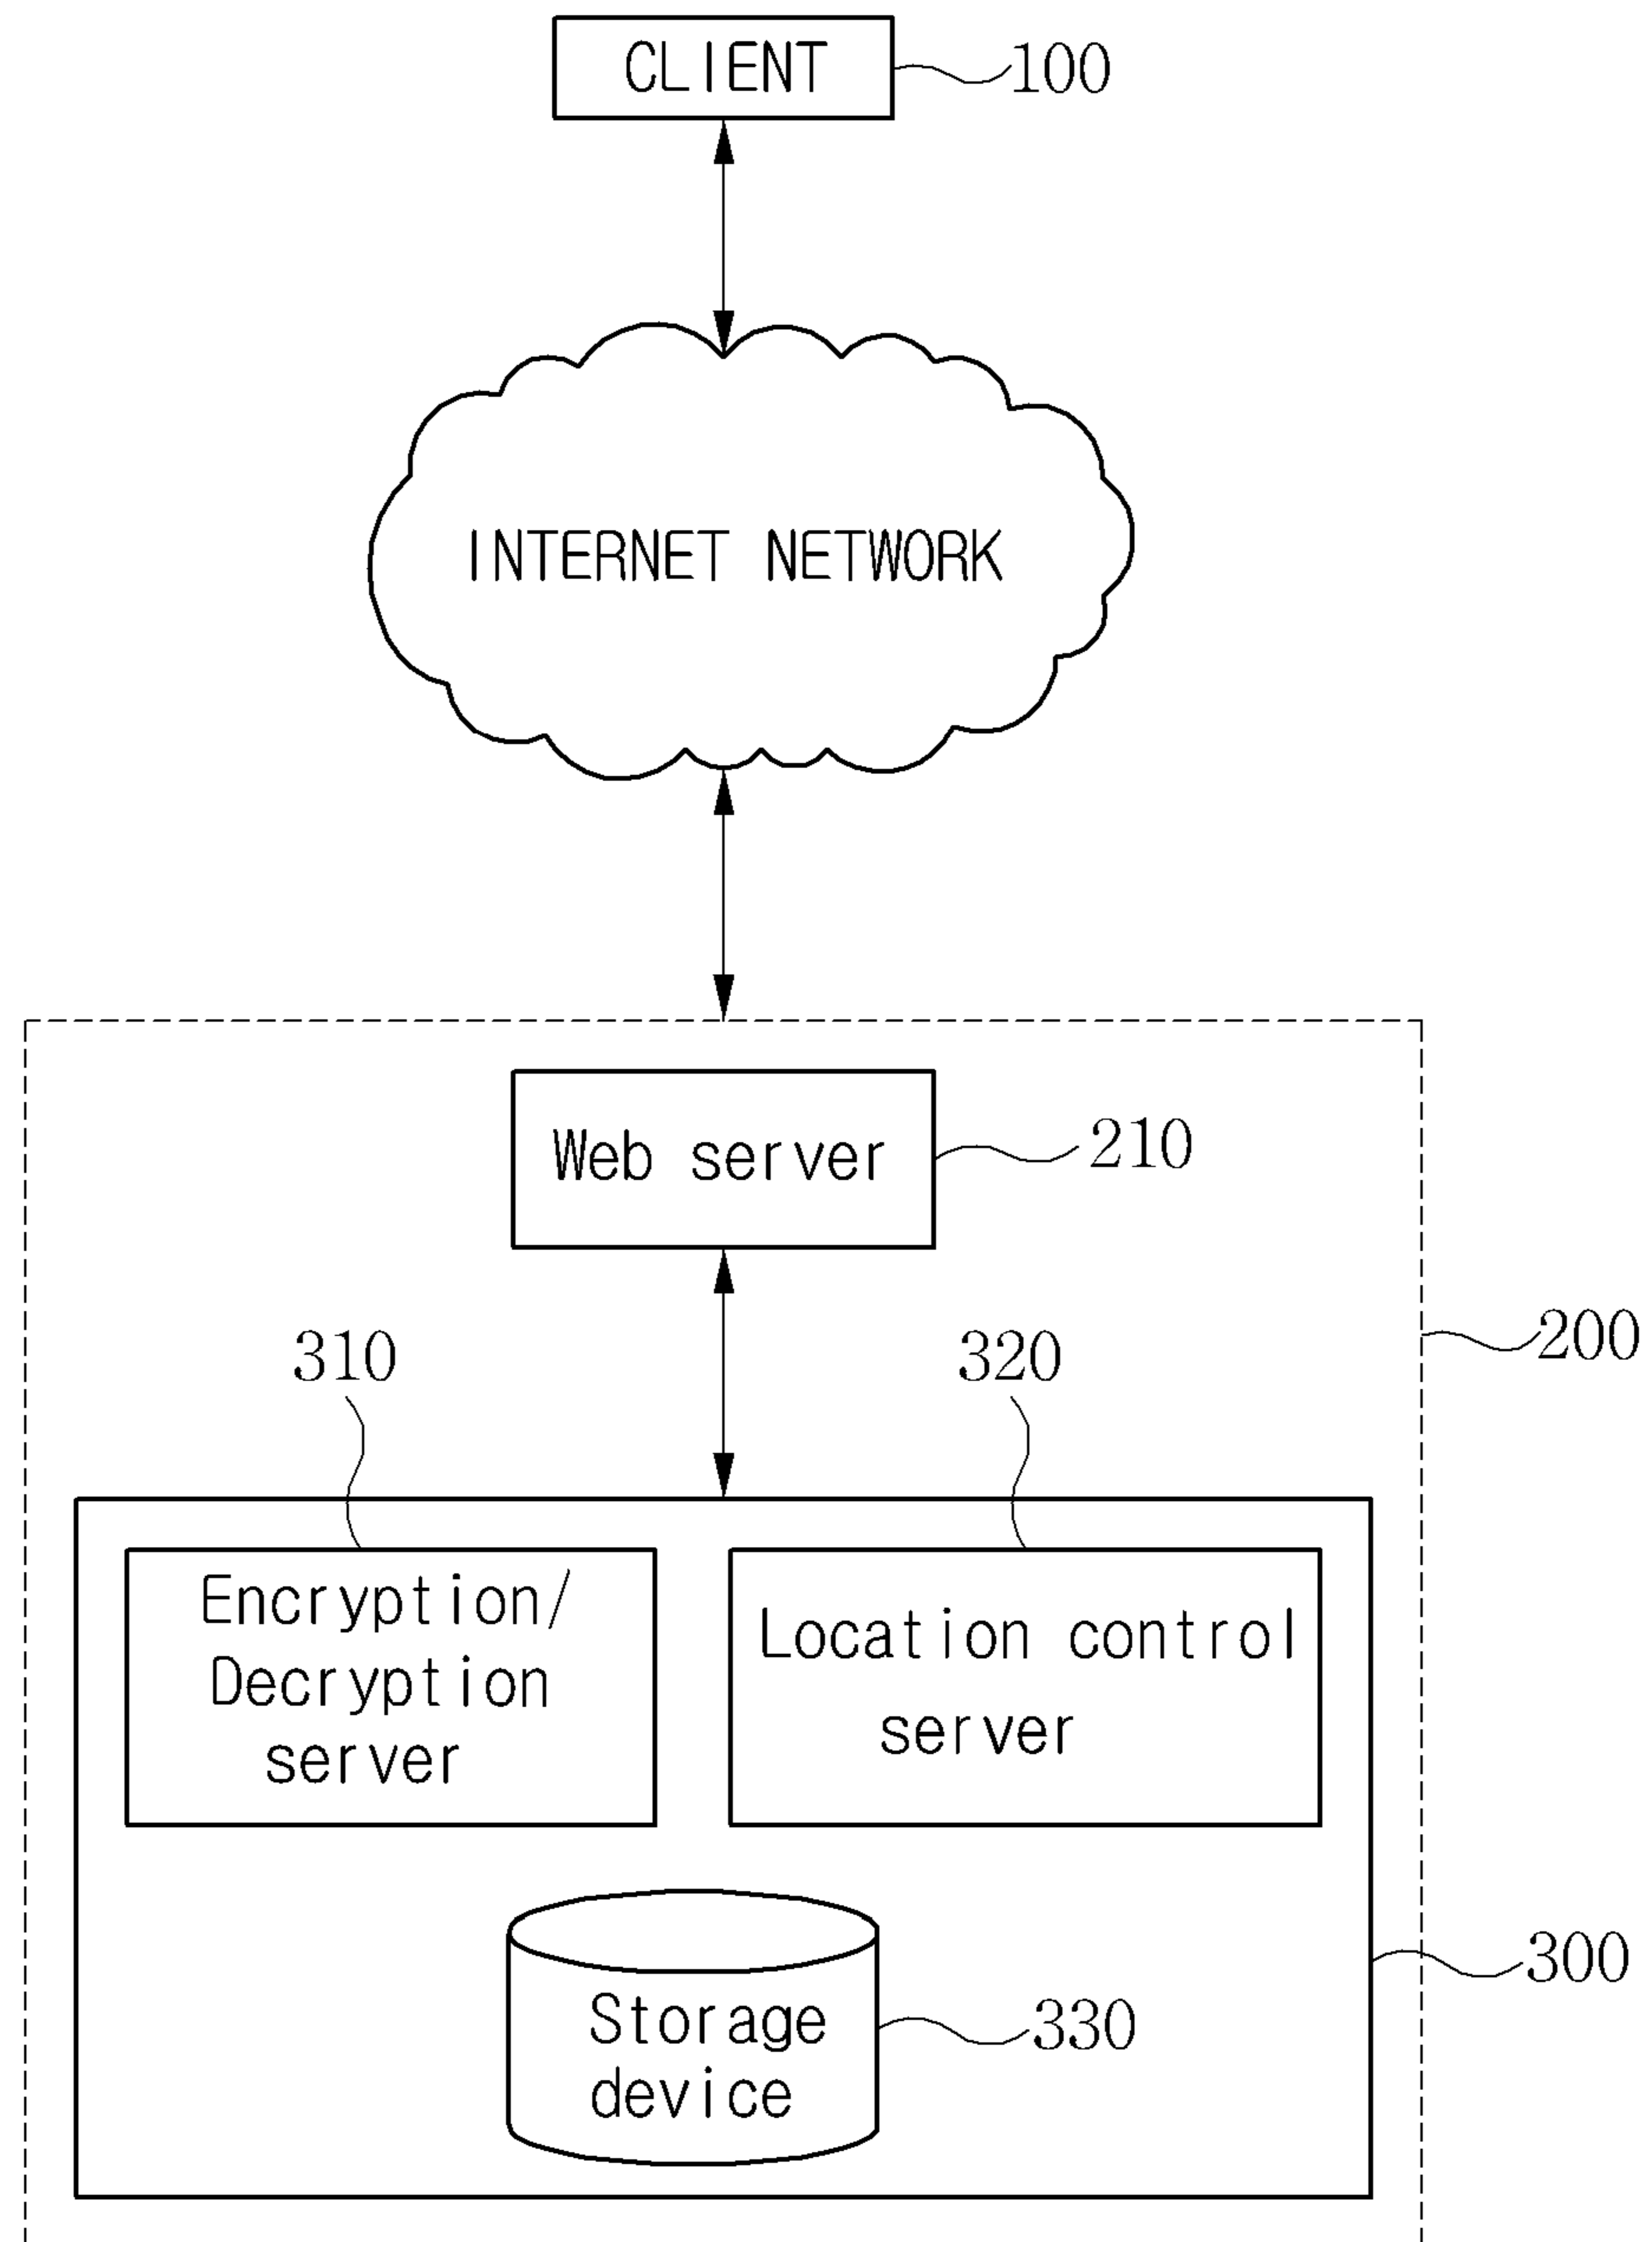 CLIENT
100
INTERNET NETWORK
Web server
210
200
310
320
Encryption/
Decryption
server
Location control
server
300
Storage
device
330